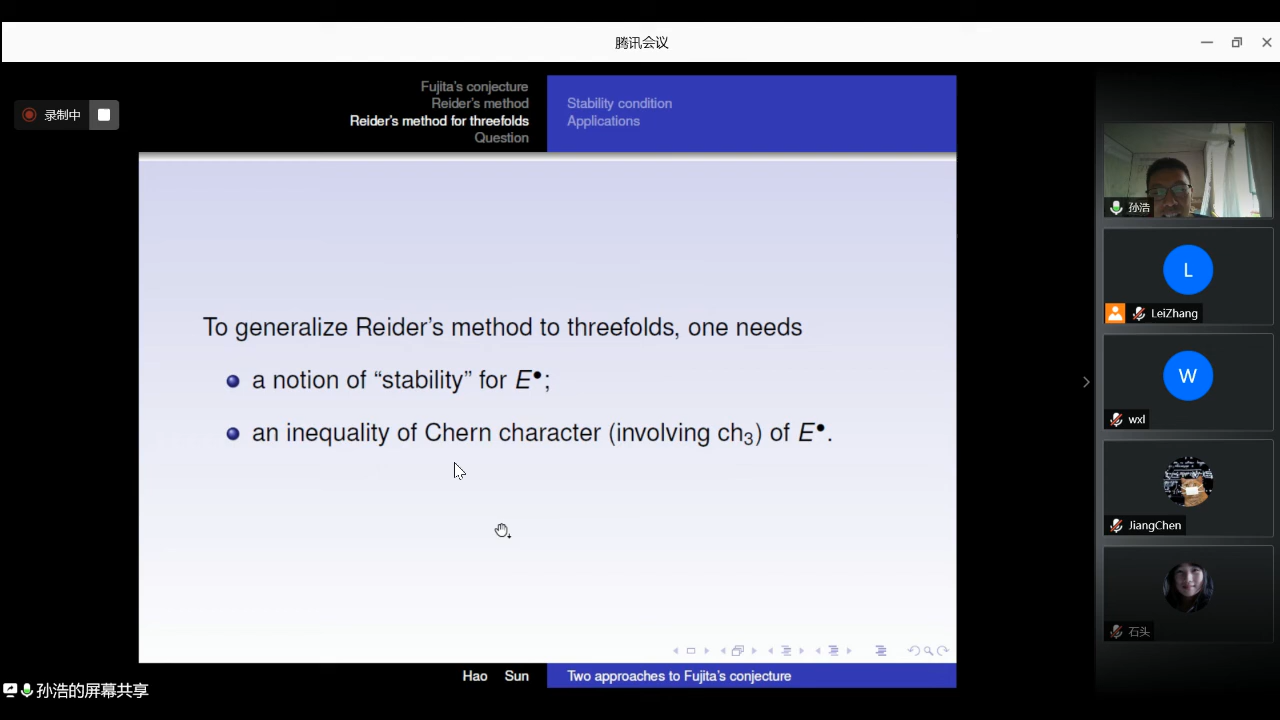 腾讯会议
录制中
Fujita's conjecture
Reider's method
Reider's method for threefolds
Question
Stability condition
Applications
To generalize Reider's method to threefolds, one needs
a notion of “stability” for E•;
an inequality of Chern character (involving ch₃) of E•.
Hao Sun
Two approaches to Fujita's conjecture
孙浩的屏幕共享
孙浩
L
LeiZhang
W
wxl
JiangChen
石头